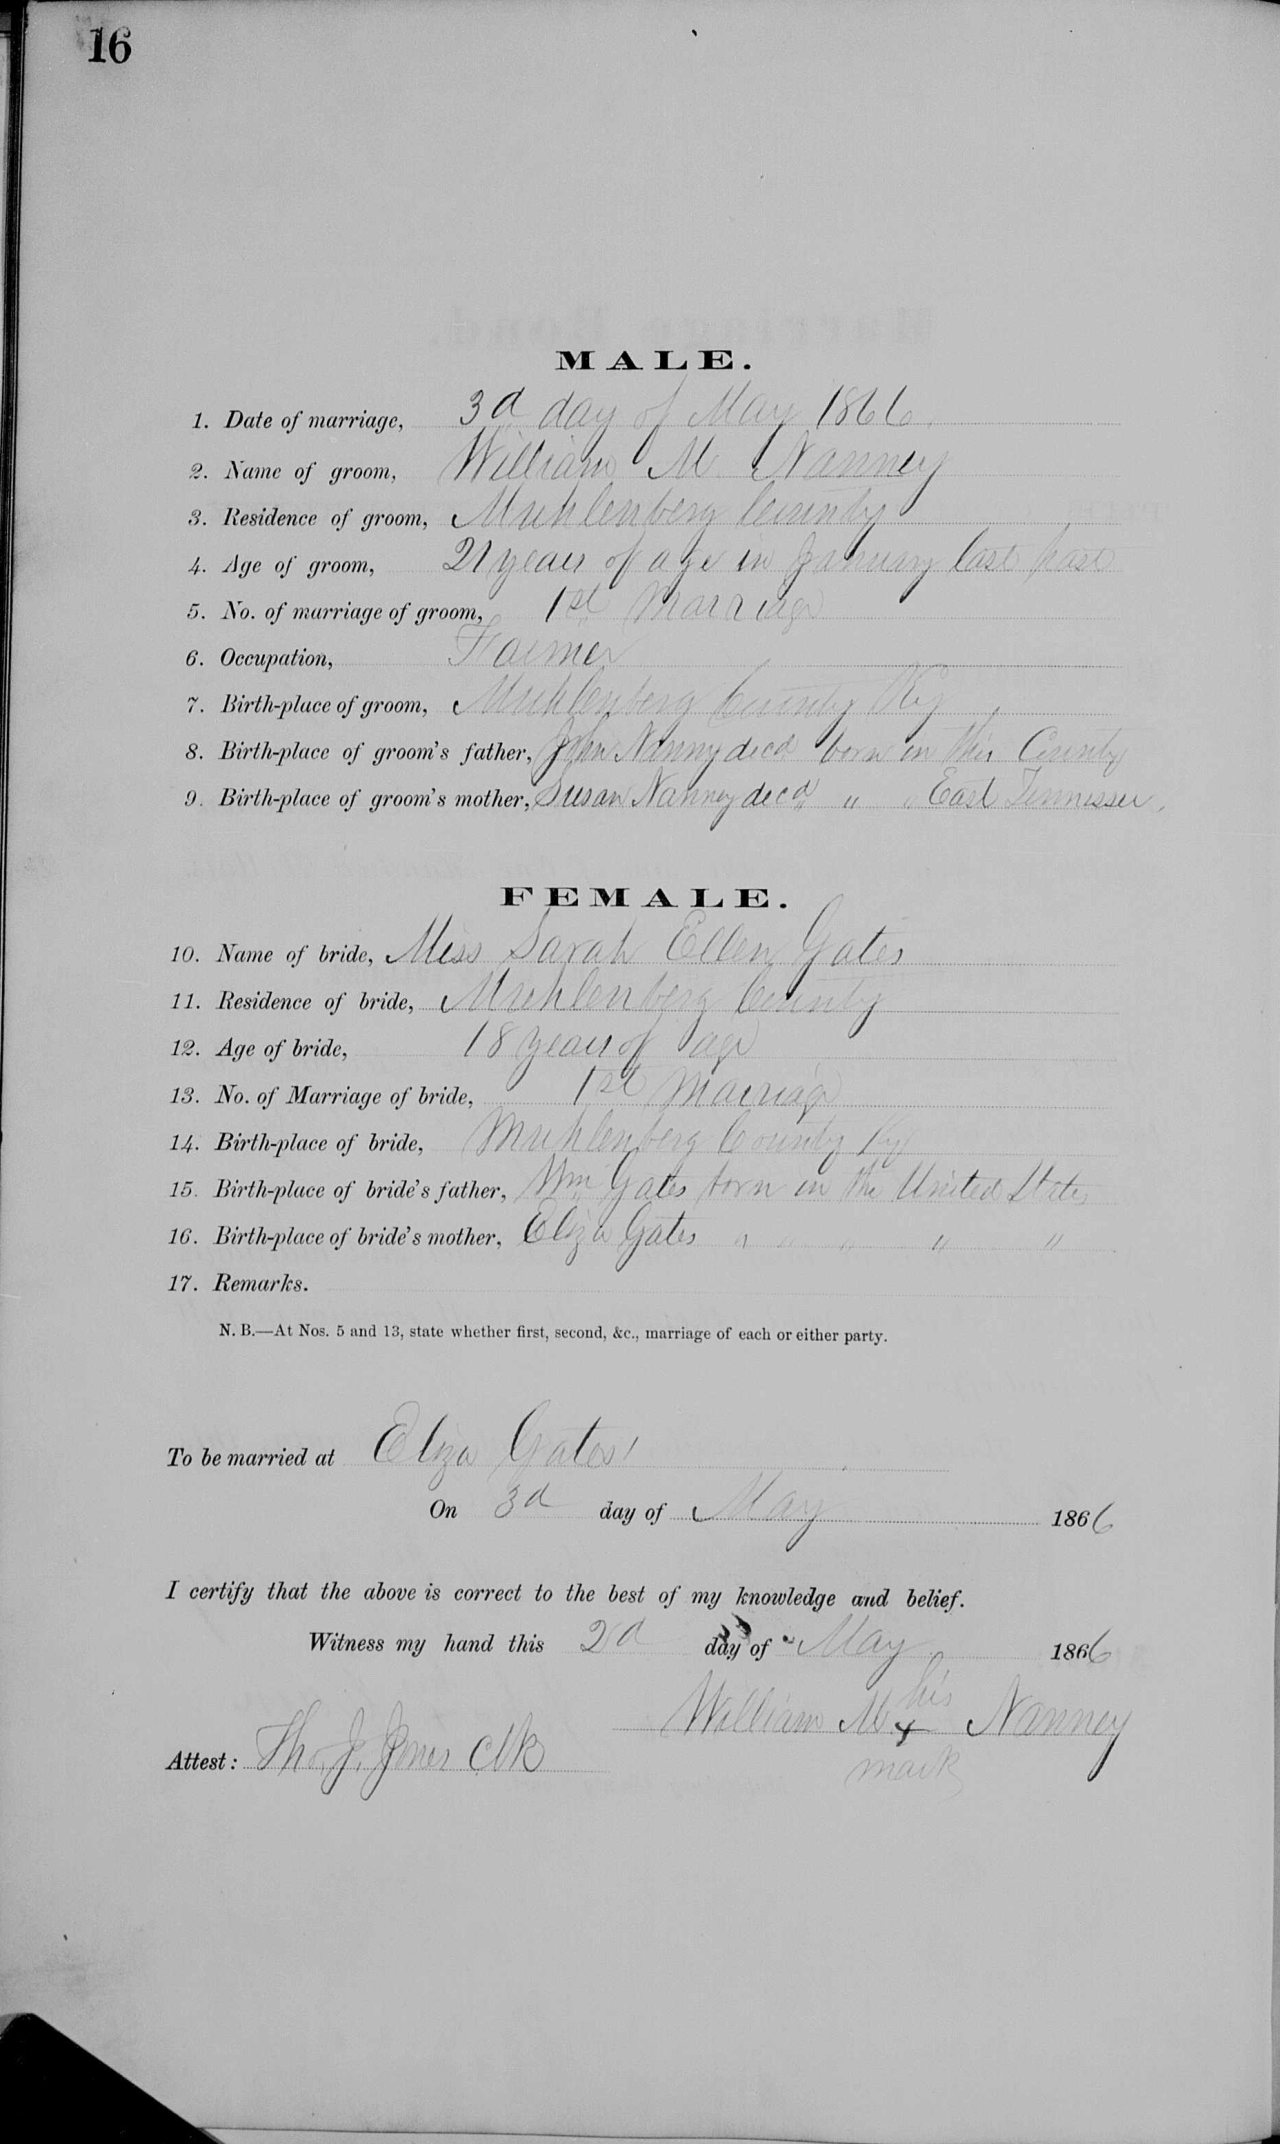 16
MALE.
1. Date of marriage, 3d day of May 1866.
2. Name of groom, William M Nanney
3. Residence of groom, Muhlenberg County
4. Age of groom, 21 years of age in January last past
5. No. of marriage of groom, 1st Marriage
6. Occupation, Farmer
7. Birth-place of groom, Muhlenberg County Ky
8. Birth-place of groom's father, John Nanny decd born in this County
9. Birth-place of groom's mother, Susan Nanney decd " " East Tennessee.
FEMALE.
10. Name of bride, Miss Sarah Ellen Gates
11. Residence of bride, Muhlenberg County
12. Age of bride, 18 years of age
13. No. of Marriage of bride, 1st Marriage
14. Birth-place of bride, Muhlenberg County Ky
15. Birth-place of bride's father, Wm Gates born in the United States
16. Birth-place of bride's mother, Eliza Gates " " " " "
17. Remarks.
N. B.—At Nos. 5 and 13, state whether first, second, &c., marriage of each or either party.
To be married at Eliza Gates'
On 3d day of May 1866
I certify that the above is correct to the best of my knowledge and belief.
Witness my hand this 2d day of May 1866
his
William M x Nanney
mark
Attest: Tho. J. Jones Clk